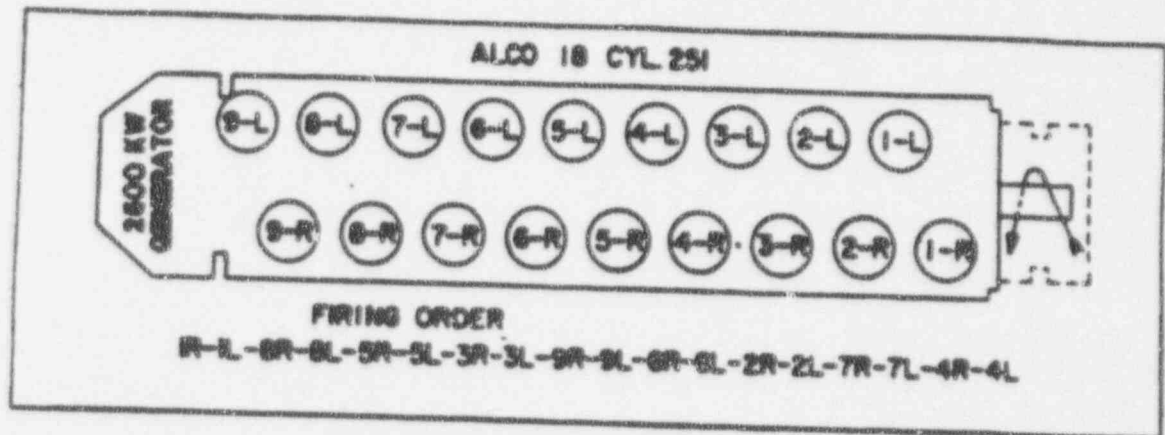 ALCO 18 CYL. 251
2600 KW
GENERATOR
9-L 8-L 7-L 6-L 5-L 4-L 3-L 2-L 1-L
9-R 8-R 7-R 6-R 5-R 4-R 3-R 2-R 1-R
FIRING ORDER
1R-1L-8R-8L-5R-5L-3R-3L-9R-9L-6R-6L-2R-2L-7R-7L-4R-4L